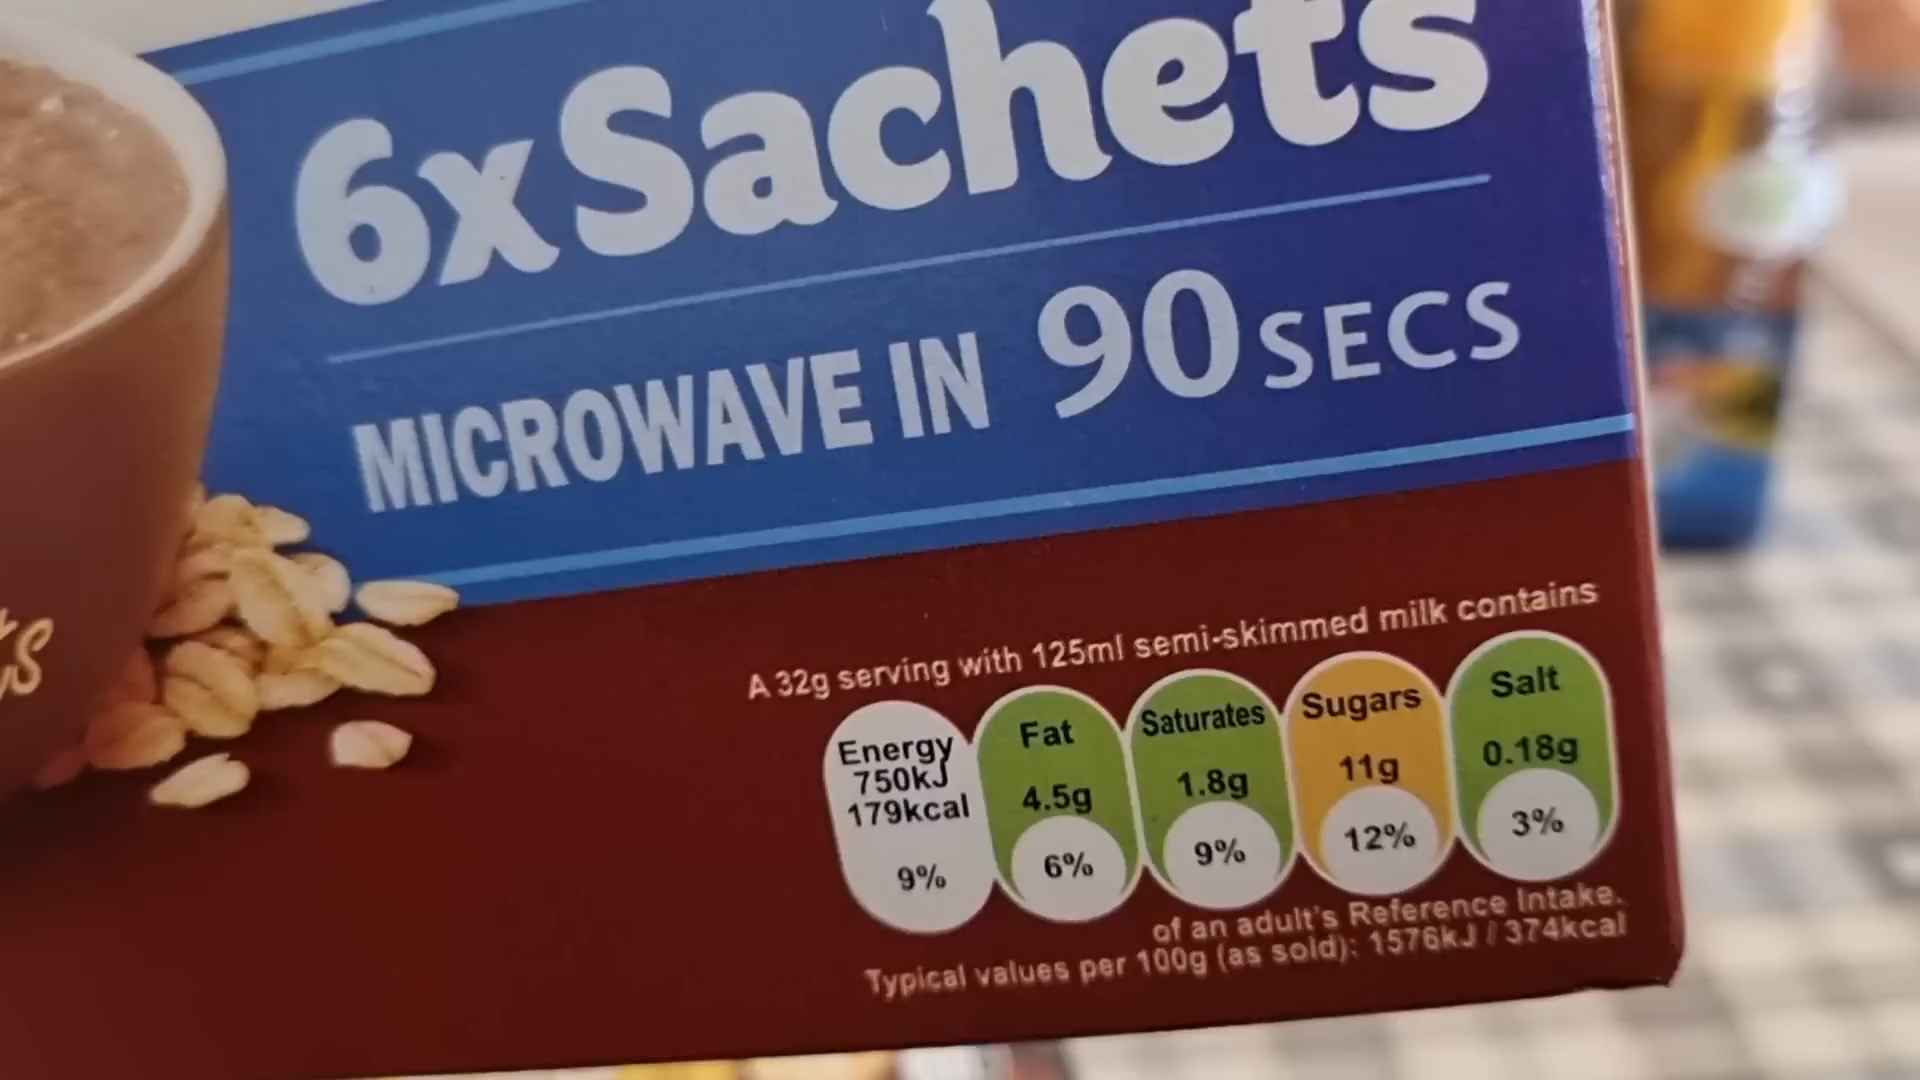 6xSachets
MICROWAVE IN 90 SECS
A 32g serving with 125ml semi-skimmed milk contains
Energy
750kJ
179kcal
9%
Fat
4.5g
6%
Saturates
1.8g
9%
Sugars
11g
12%
Salt
0.18g
3%
of an adult's Reference Intake.
Typical values per 100g (as sold): 1576kJ / 374kcal